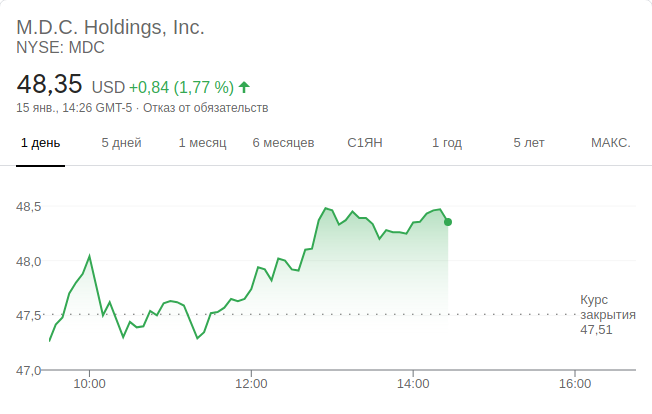 M.D.C. Holdings, Inc.
NYSE: MDC
48,35 USD +0,84 (1,77 %)
15 янв., 14:26 GMT-5 · Отказ от обязательств
1 день 5 дней 1 месяц 6 месяцев С1ЯН 1 год 5 лет МАКС.
48,5
48,0
47,5
47,0
Курс
закрытия
47,51
10:00 12:00 14:00 16:00